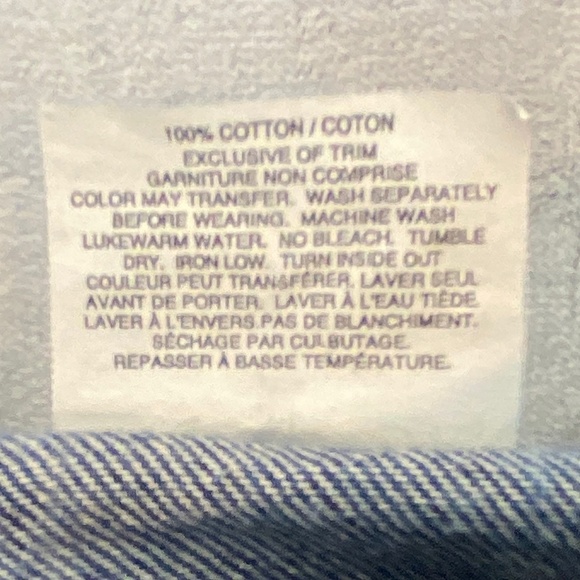 100% COTTON / COTON
EXCLUSIVE OF TRIM
GARNITURE NON COMPRISE
COLOR MAY TRANSFER. WASH SEPARATELY
BEFORE WEARING. MACHINE WASH
LUKEWARM WATER. NO BLEACH. TUMBLE
DRY. IRON LOW. TURN INSIDE OUT
COULEUR PEUT TRANSFÉRER. LAVER SEUL
AVANT DE PORTER. LAVER À L'EAU TIÈDE.
LAVER À L'ENVERS.PAS DE BLANCHIMENT.
SÉCHAGE PAR CULBUTAGE.
REPASSER À BASSE TEMPÉRATURE.